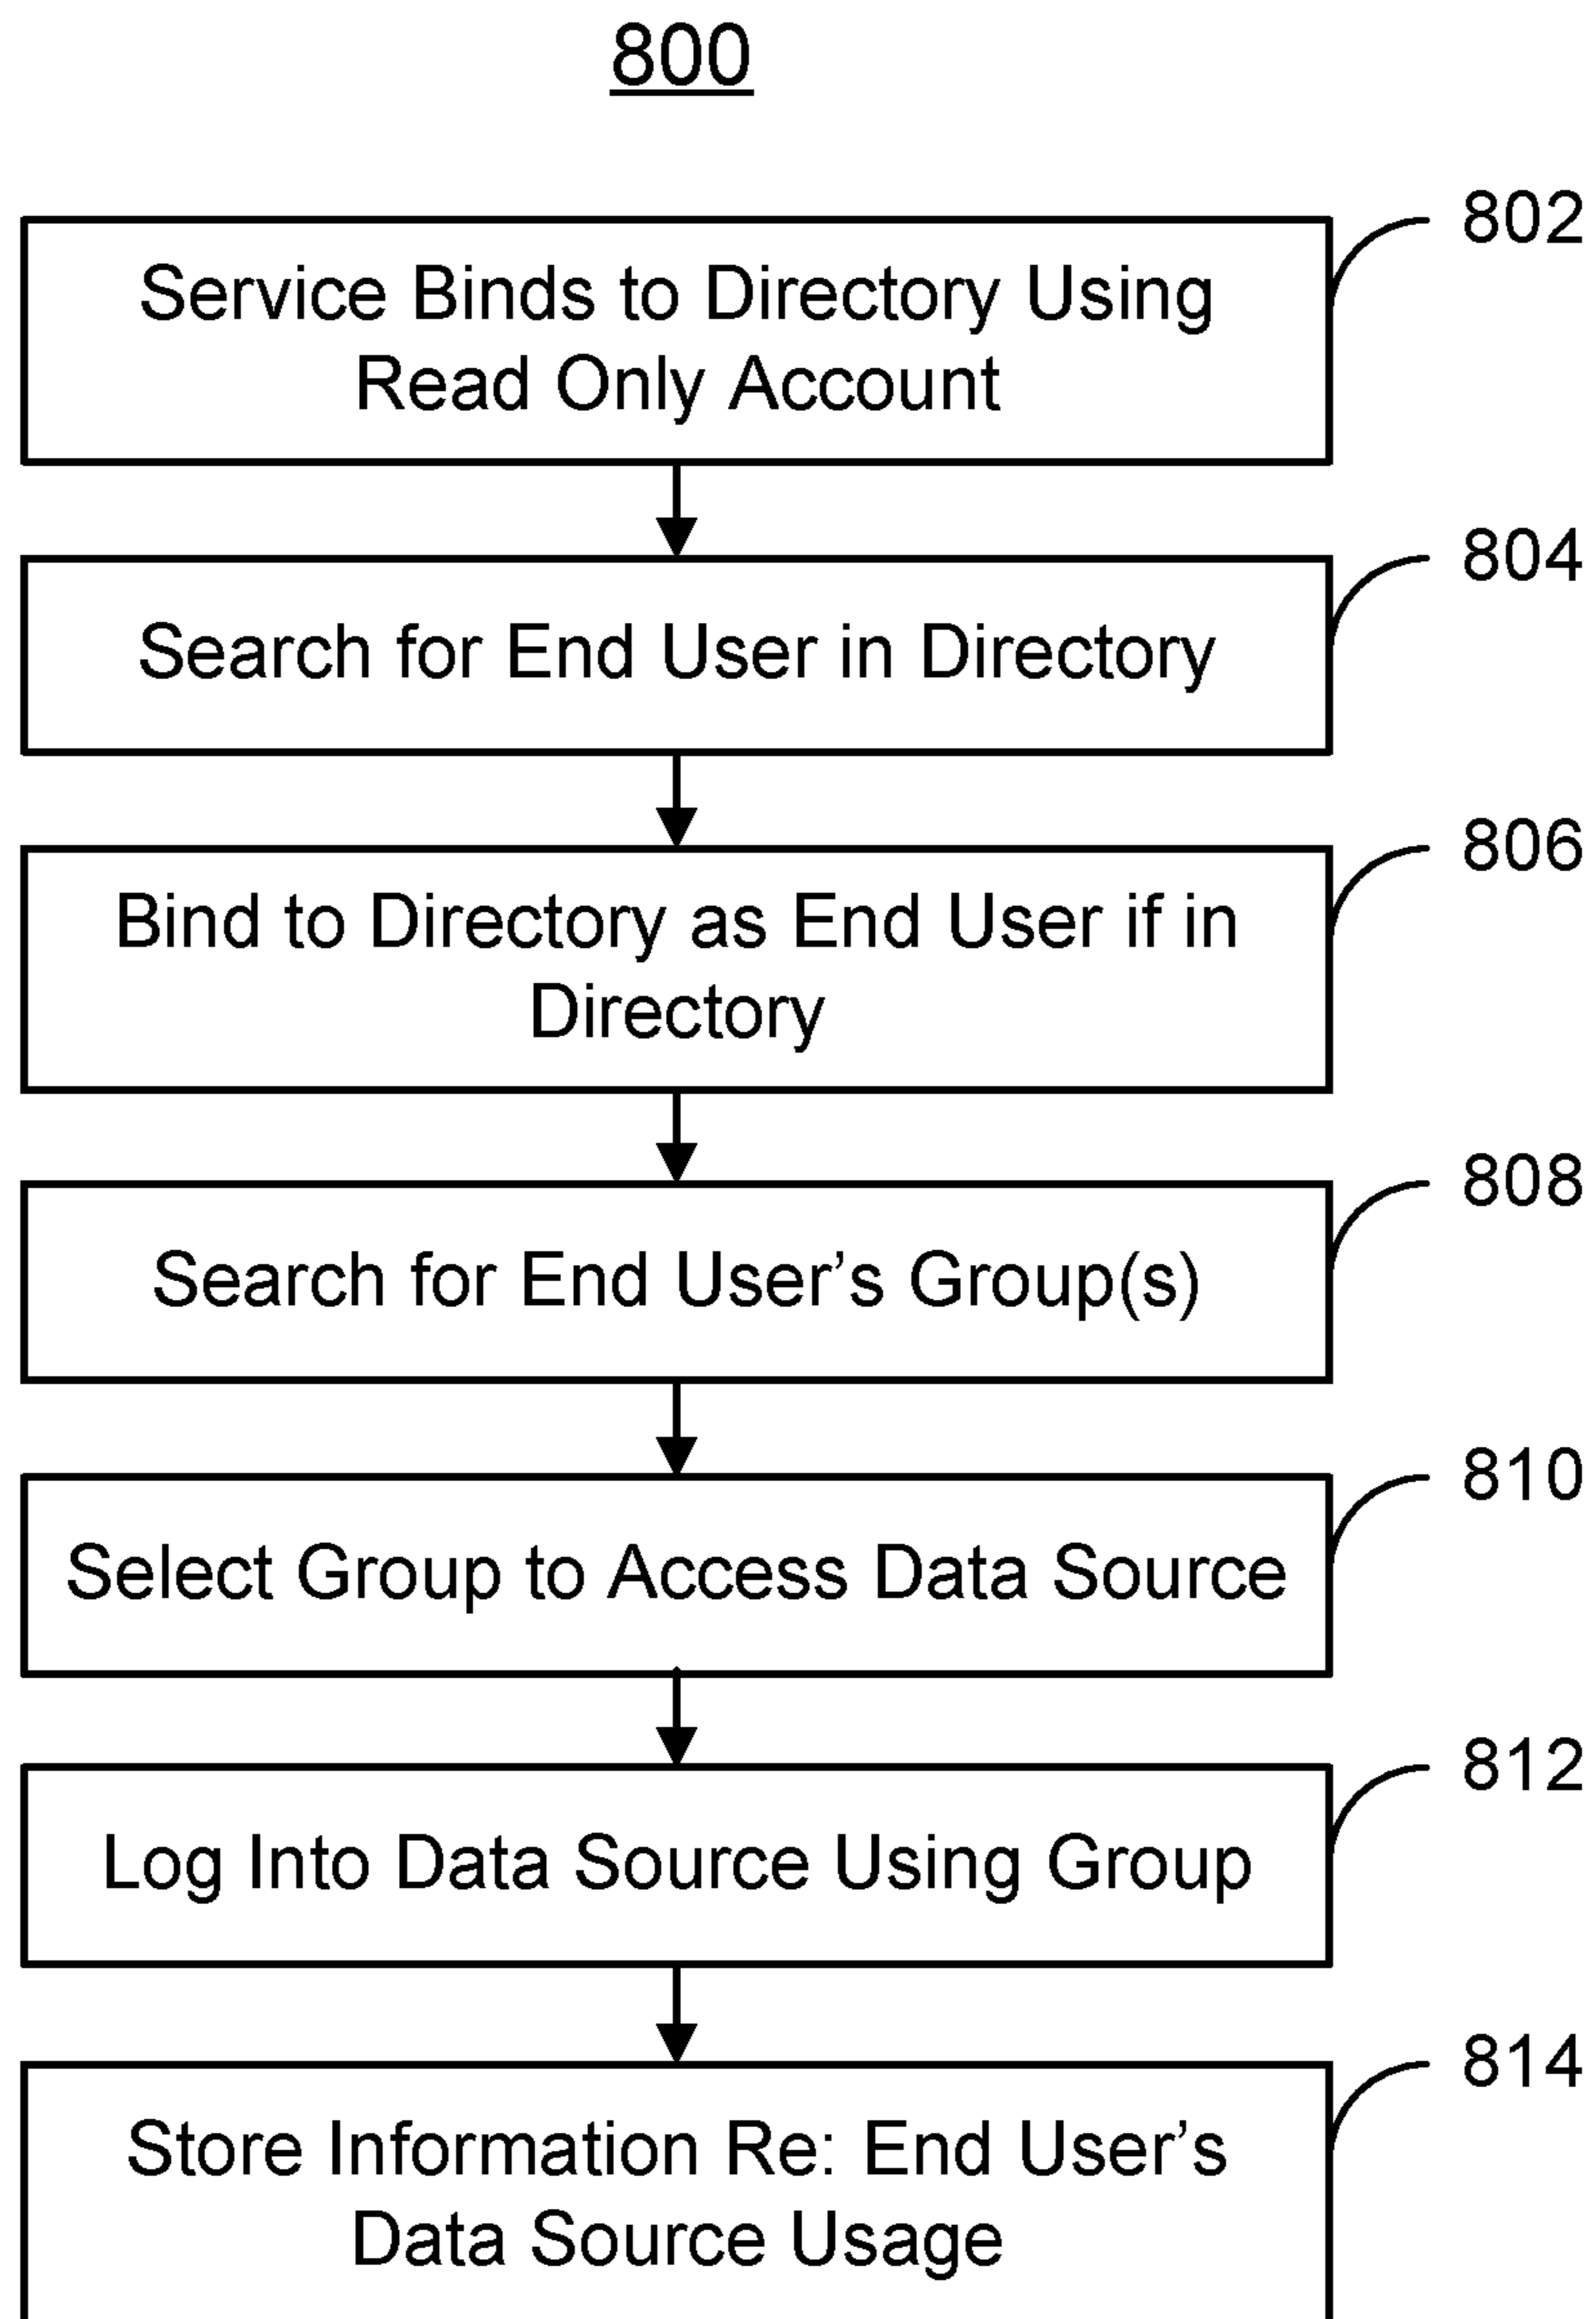 800
802
Service Binds to Directory Using
Read Only Account
804
Search for End User in Directory
806
Bind to Directory as End User if in
Directory
808
Search for End User’s Group(s)
810
Select Group to Access Data Source
812
Log Into Data Source Using Group
814
Store Information Re: End User’s
Data Source Usage